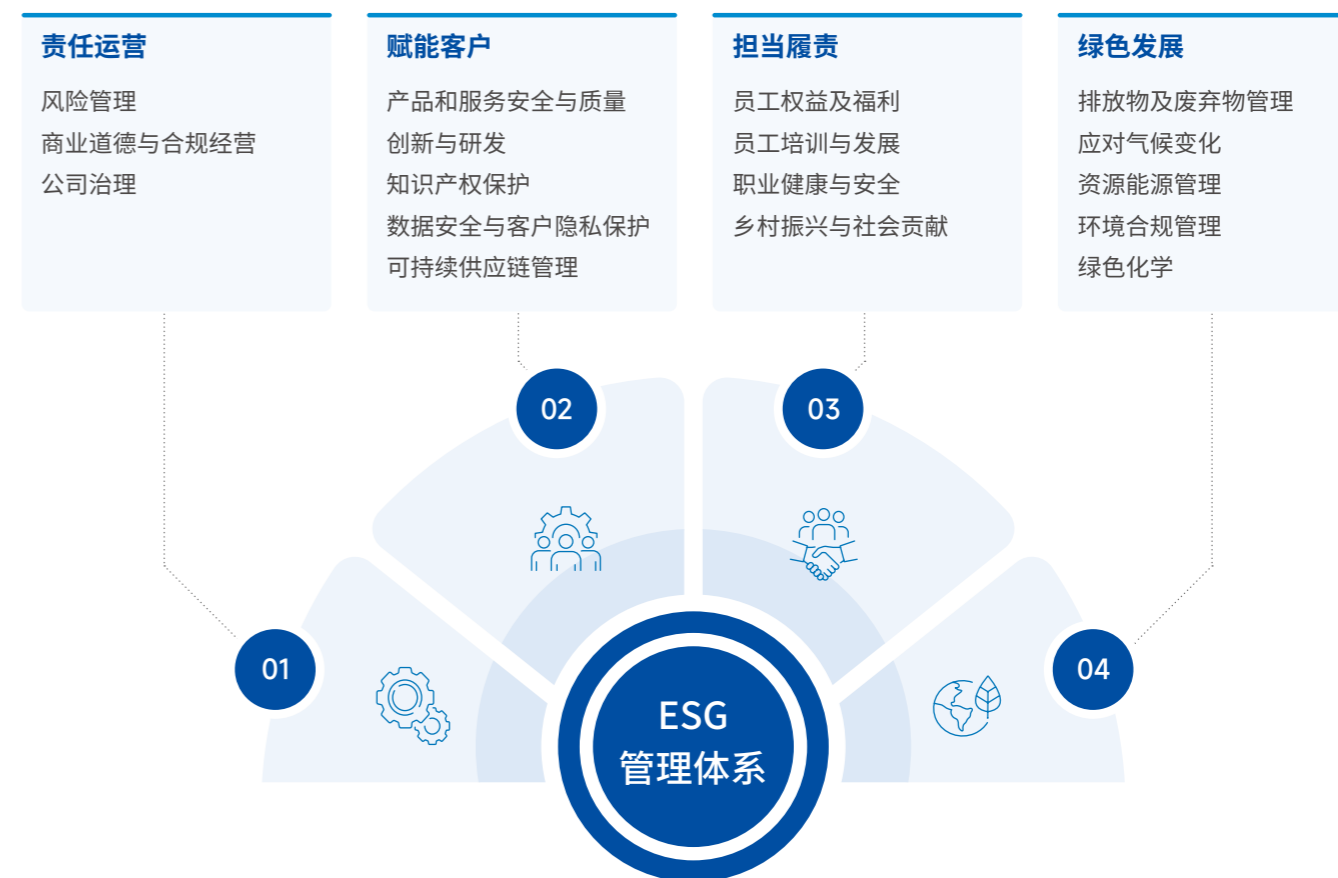 责任运营
风险管理
商业道德与合规经营
公司治理
赋能客户
产品和服务安全与质量
创新与研发
知识产权保护
数据安全与客户隐私保护
可持续供应链管理
担当履责
员工权益及福利
员工培训与发展
职业健康与安全
乡村振兴与社会贡献
绿色发展
排放物及废弃物管理
应对气候变化
资源能源管理
环境合规管理
绿色化学
02
03
01
04
ESG
管理体系